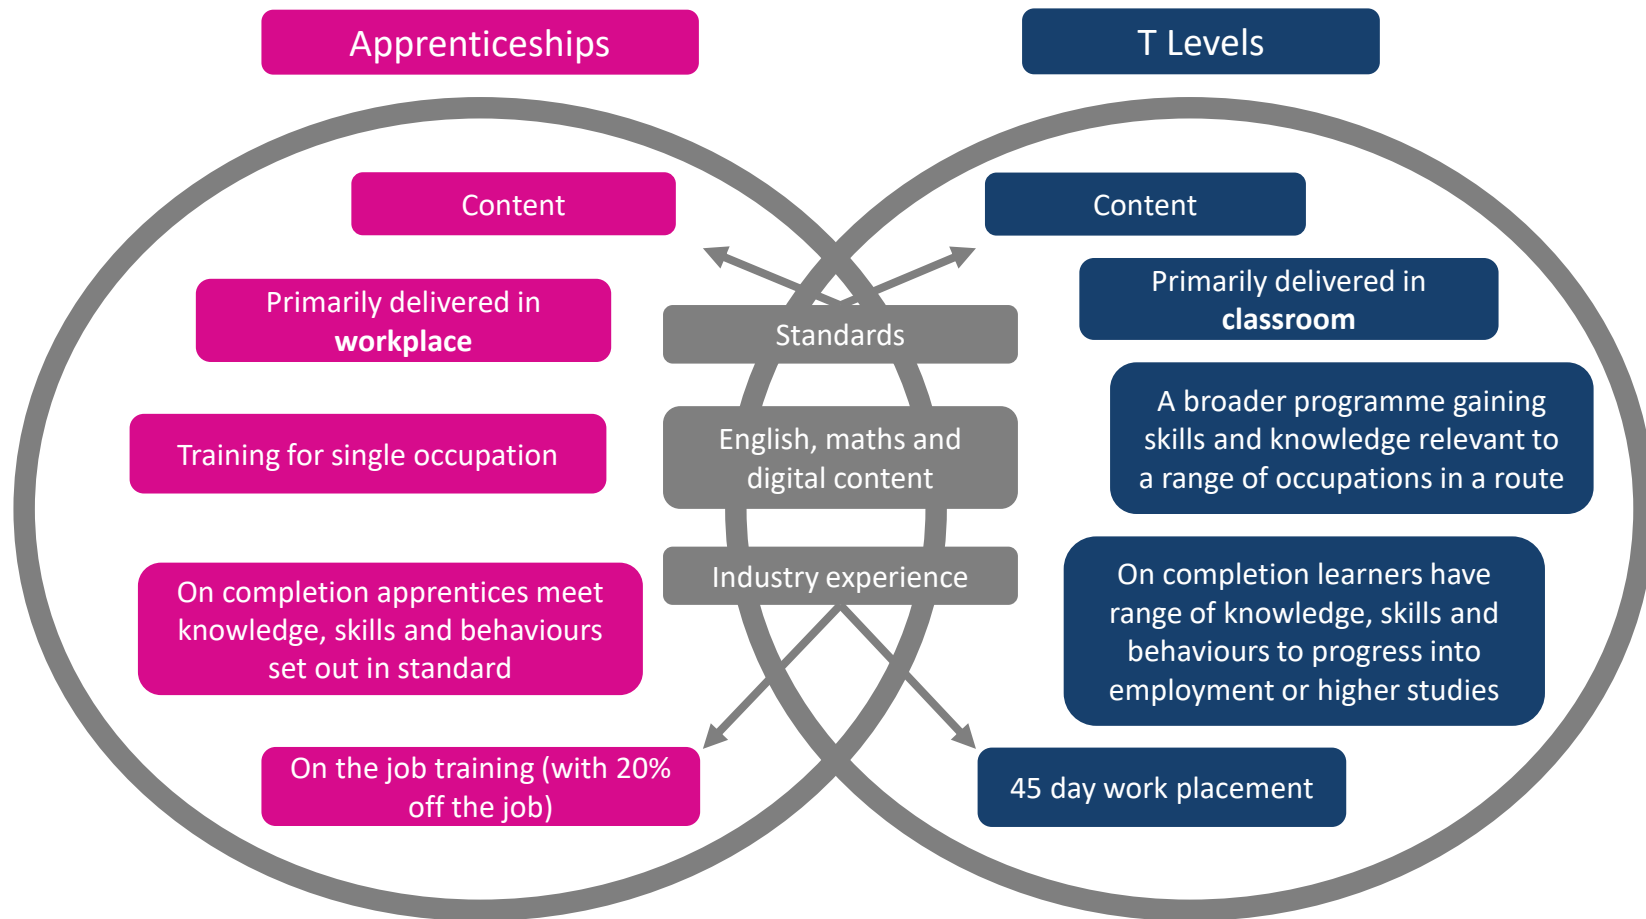 Apprenticeships
T Levels
Content
Content
Primarily delivered in
workplace
Primarily delivered in
classroom
Standards
Training for single occupation
English, maths and
digital content
A broader programme gaining
skills and knowledge relevant to
a range of occupations in a route
Industry experience
On completion apprentices meet
knowledge, skills and behaviours
set out in standard
On completion learners have
range of knowledge, skills and
behaviours to progress into
employment or higher studies
On the job training (with 20%
off the job)
45 day work placement